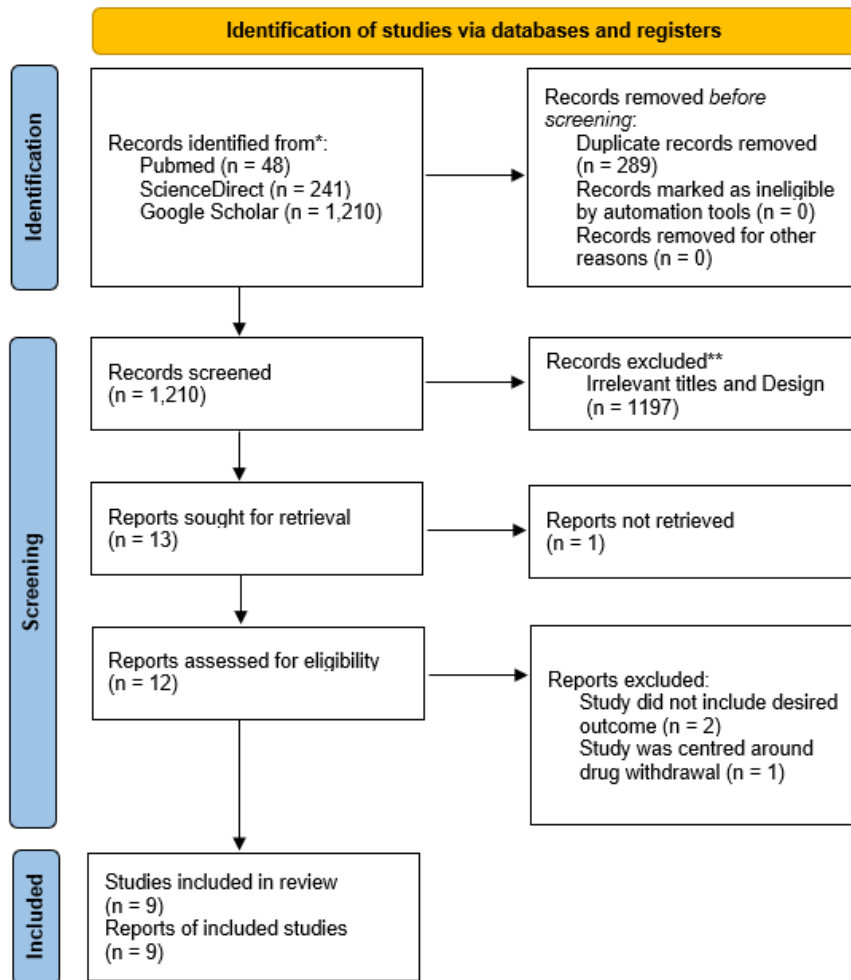 Identification of studies via databases and registers
Identification
Records identified from*:
Pubmed (n = 48)
ScienceDirect (n = 241)
Google Scholar (n = 1,210)
Records removed before
screening:
Duplicate records removed
(n = 289)
Records marked as ineligible
by automation tools (n = 0)
Records removed for other
reasons (n = 0)
Screening
Records screened
(n = 1,210)
Records excluded**
Irrelevant titles and Design
(n = 1197)
Reports sought for retrieval
(n = 13)
Reports not retrieved
(n = 1)
Reports assessed for eligibility
(n = 12)
Reports excluded:
Study did not include desired
outcome (n = 2)
Study was centred around
drug withdrawal (n = 1)
Included
Studies included in review
(n = 9)
Reports of included studies
(n = 9)